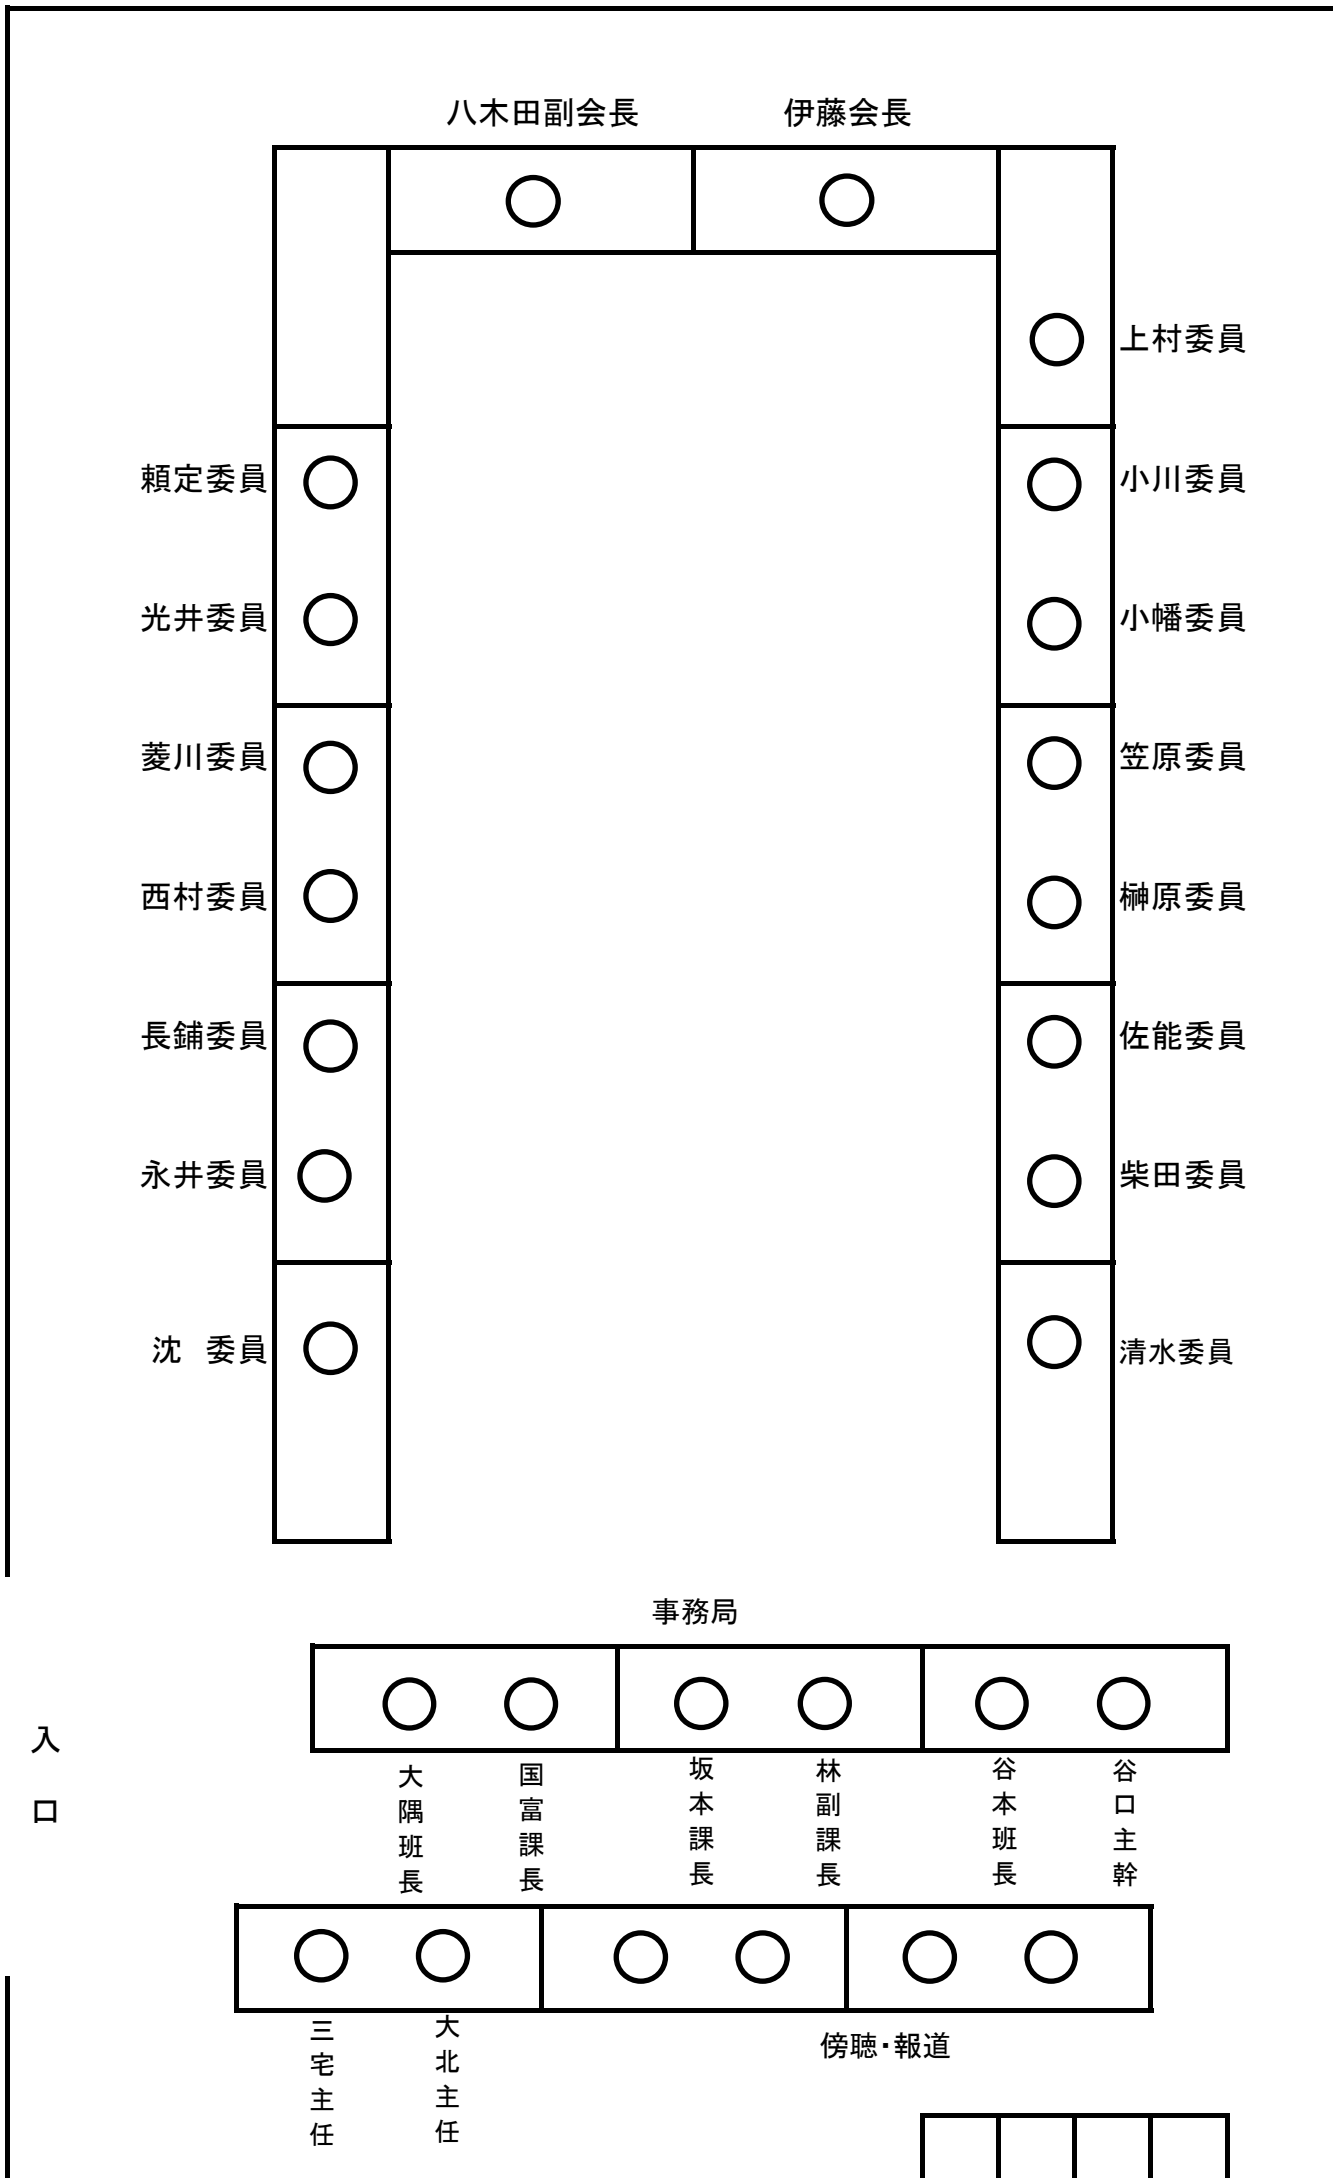 八木田副会長
伊藤会長
上村委員
頼定委員
小川委員
光井委員
小幡委員
菱川委員
笠原委員
西村委員
榊原委員
長鋪委員
佐能委員
永井委員
柴田委員
沈 委員
清水委員
事務局
入口
大隅班長
国富課長
坂本課長
林副課長
谷本班長
谷口主幹
三宅主任
大北主任
傍聴・報道